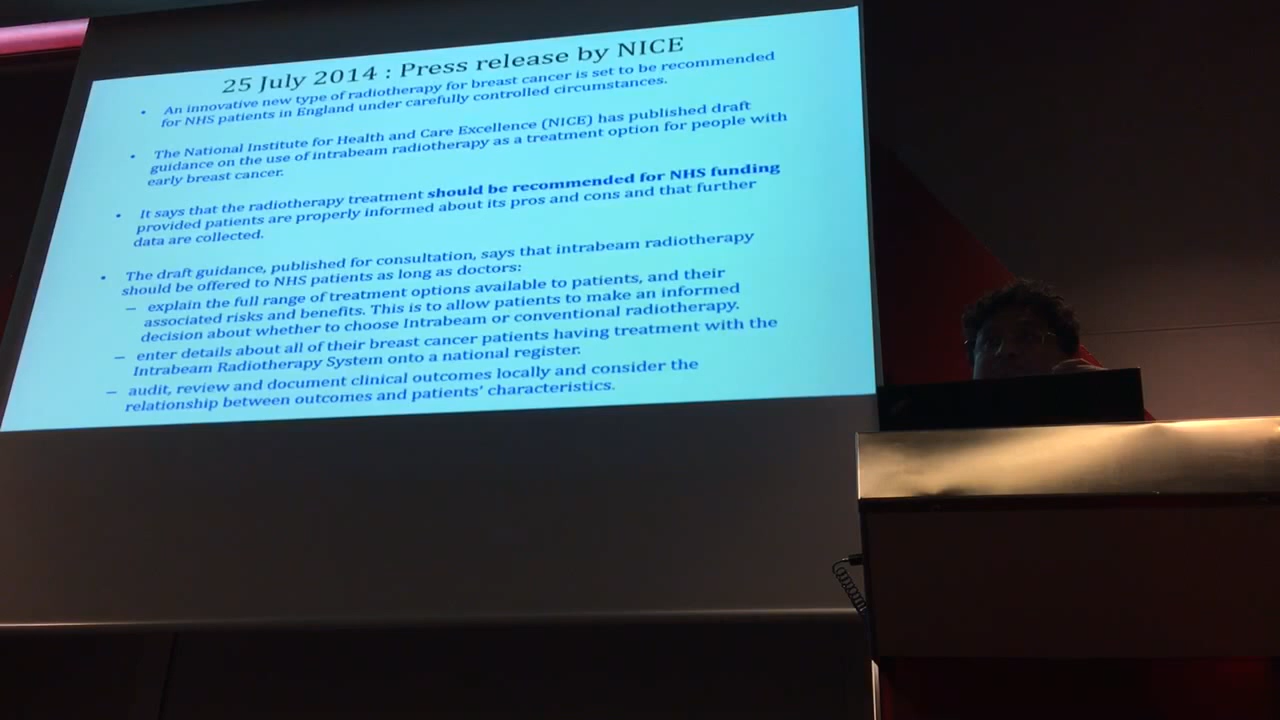 25 July 2014 : Press release by NICE
• An innovative new type of radiotherapy for breast cancer is set to be recommended
for NHS patients in England under carefully controlled circumstances.
• The National Institute for Health and Care Excellence (NICE) has published draft
guidance on the use of intrabeam radiotherapy as a treatment option for people with
early breast cancer.
• It says that the radiotherapy treatment should be recommended for NHS funding
provided patients are properly informed about its pros and cons and that further
data are collected.
• The draft guidance, published for consultation, says that intrabeam radiotherapy
should be offered to NHS patients as long as doctors:
– explain the full range of treatment options available to patients, and their
associated risks and benefits. This is to allow patients to make an informed
decision about whether to choose Intrabeam or conventional radiotherapy.
– enter details about all of their breast cancer patients having treatment with the
Intrabeam Radiotherapy System onto a national register.
– audit, review and document clinical outcomes locally and consider the
relationship between outcomes and patients’ characteristics.